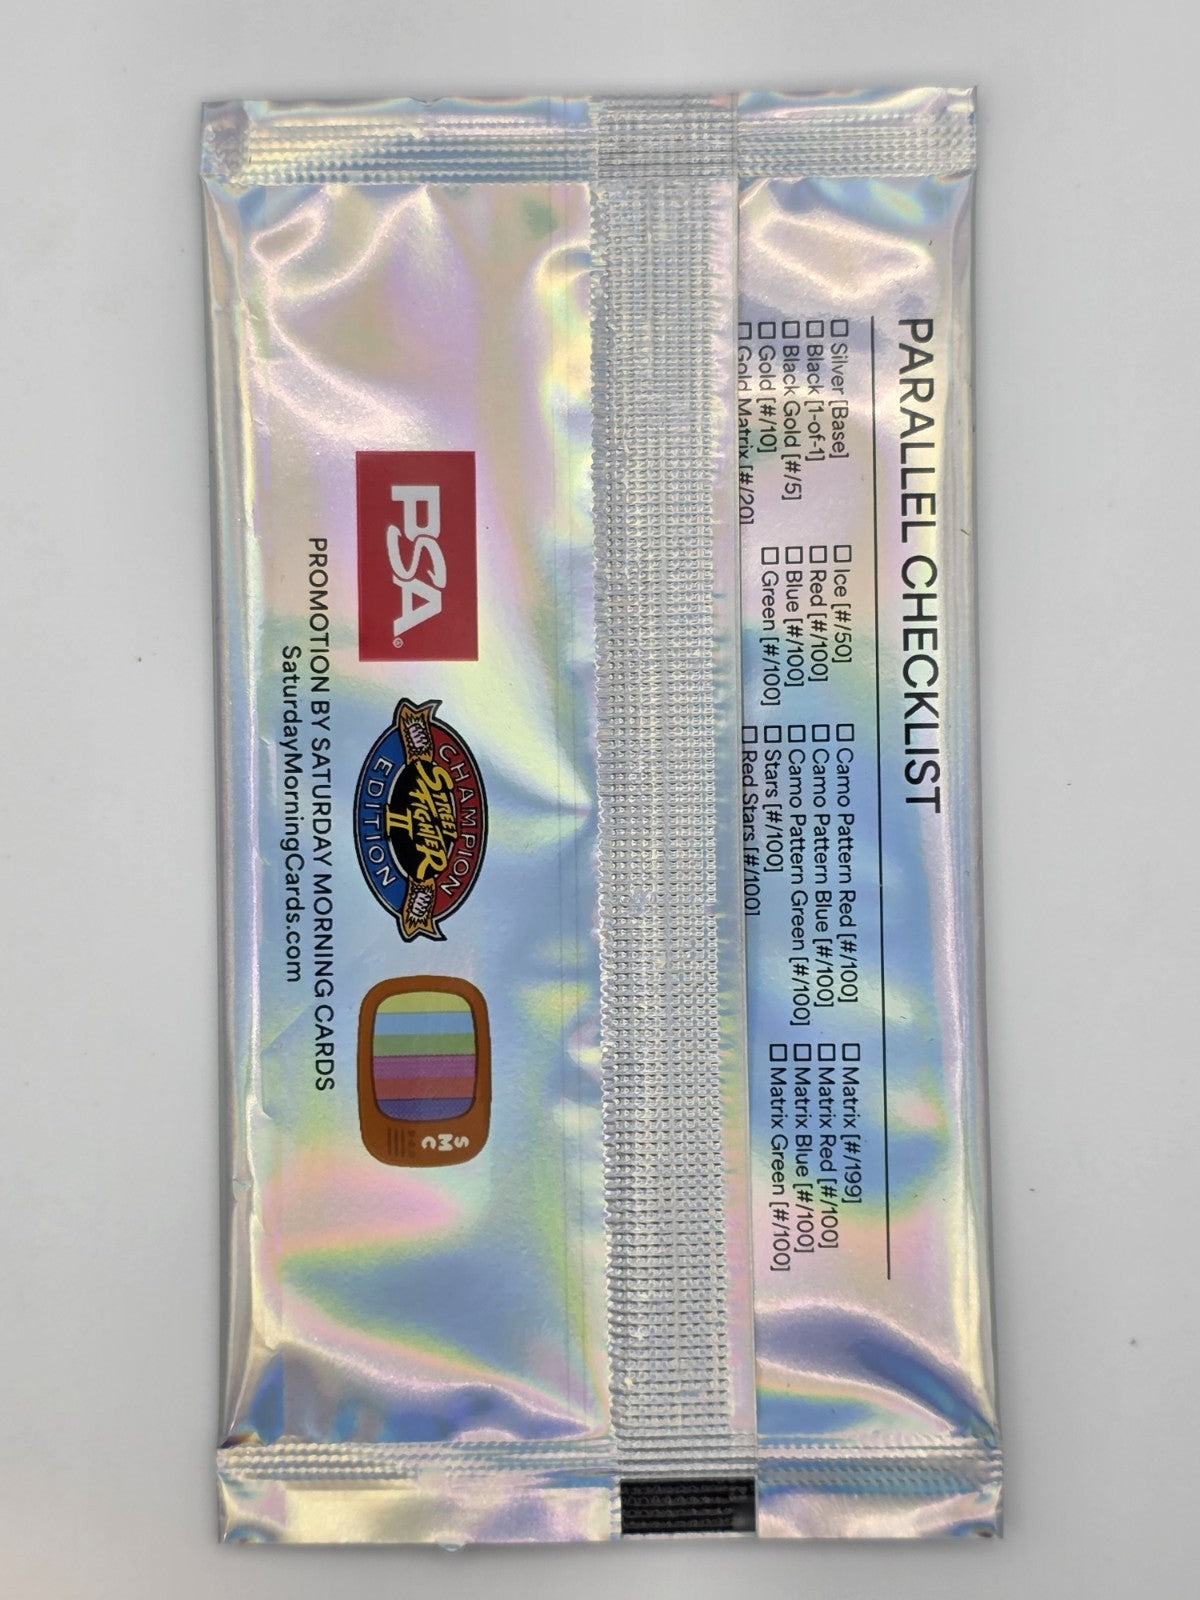 PARALLEL CHECKLIST
Silver [Base]
Black [1-of-1]
Black Gold [#/5]
Gold [#/10]
Gold Matrix [#/20]
Ice [#/50]
Red [#/100]
Blue [#/100]
Green [#/100]
Camo Pattern Red [#/100]
Camo Pattern Blue [#/100]
Camo Pattern Green [#/100]
Stars [#/100]
Red Stars [#/100]
Matrix [#/199]
Matrix Red [#/100]
Matrix Blue [#/100]
Matrix Green [#/100]
PSA®
CHAMPION
STREET
FIGHTER
II
EDITION
SMC
PROMOTION BY SATURDAY MORNING CARDS
SaturdayMorningCards.com